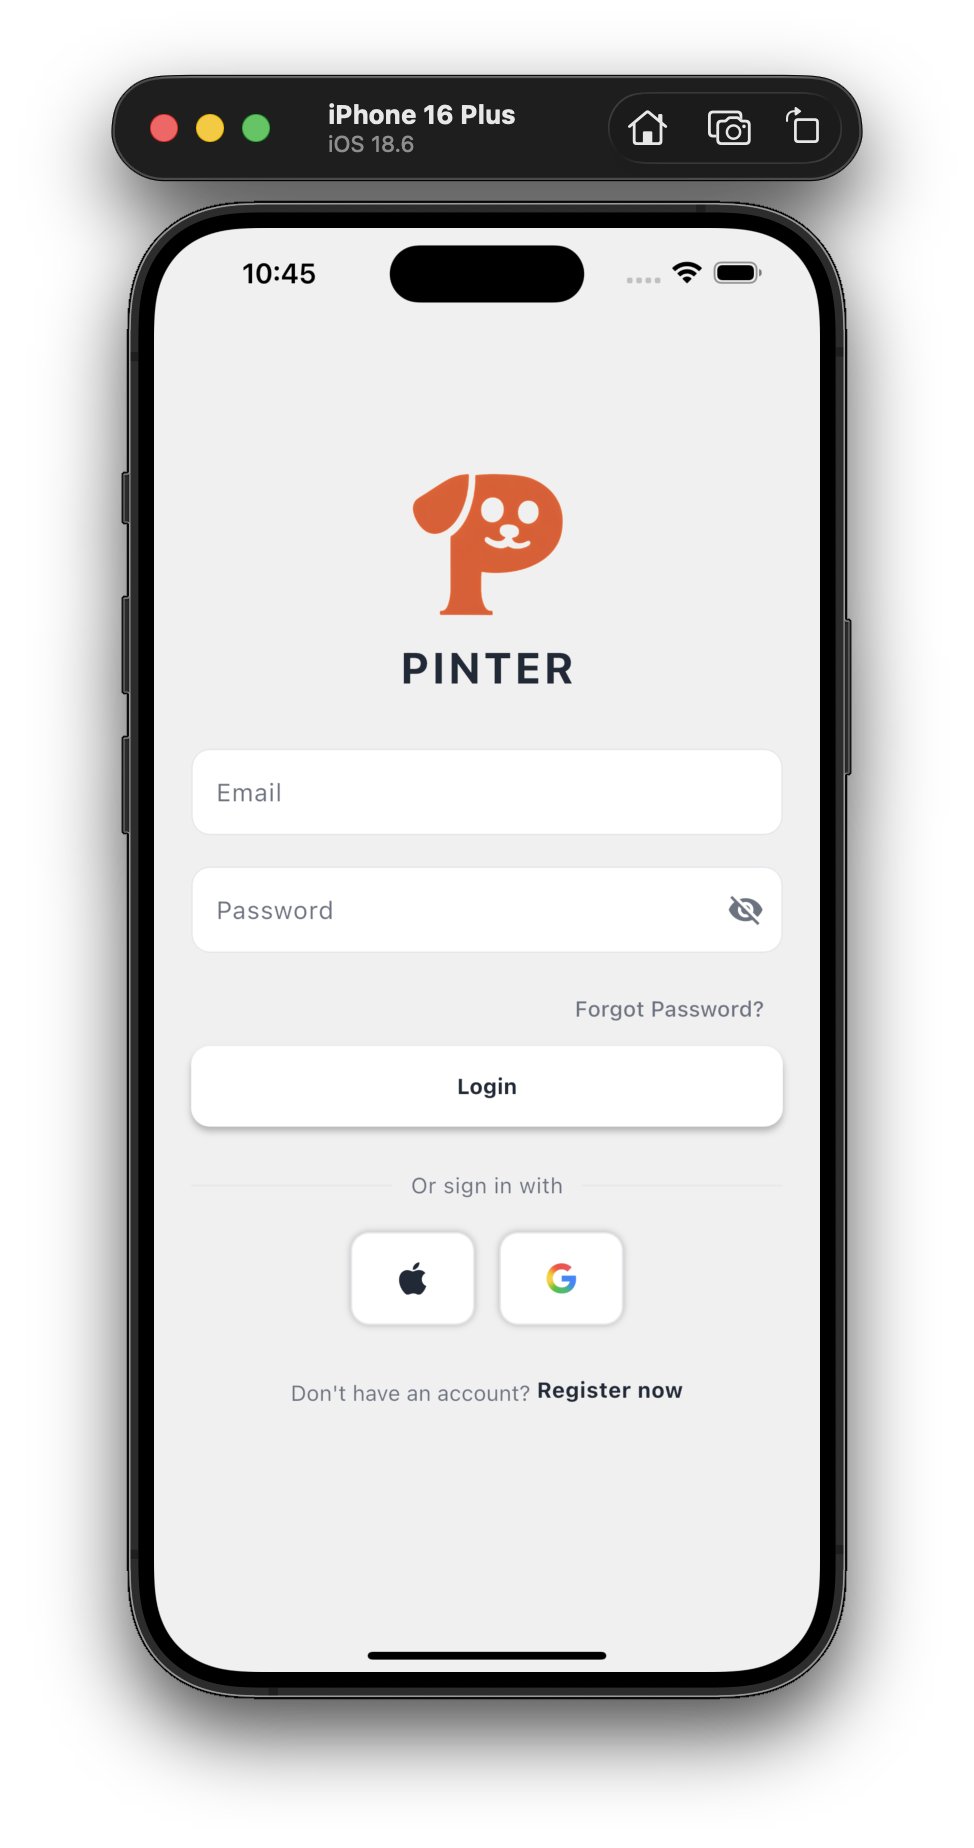 iPhone 16 Plus
iOS 18.6
10:45
PINTER
Email
Password
Forgot Password?
Login
Or sign in with
Don't have an account? Register now